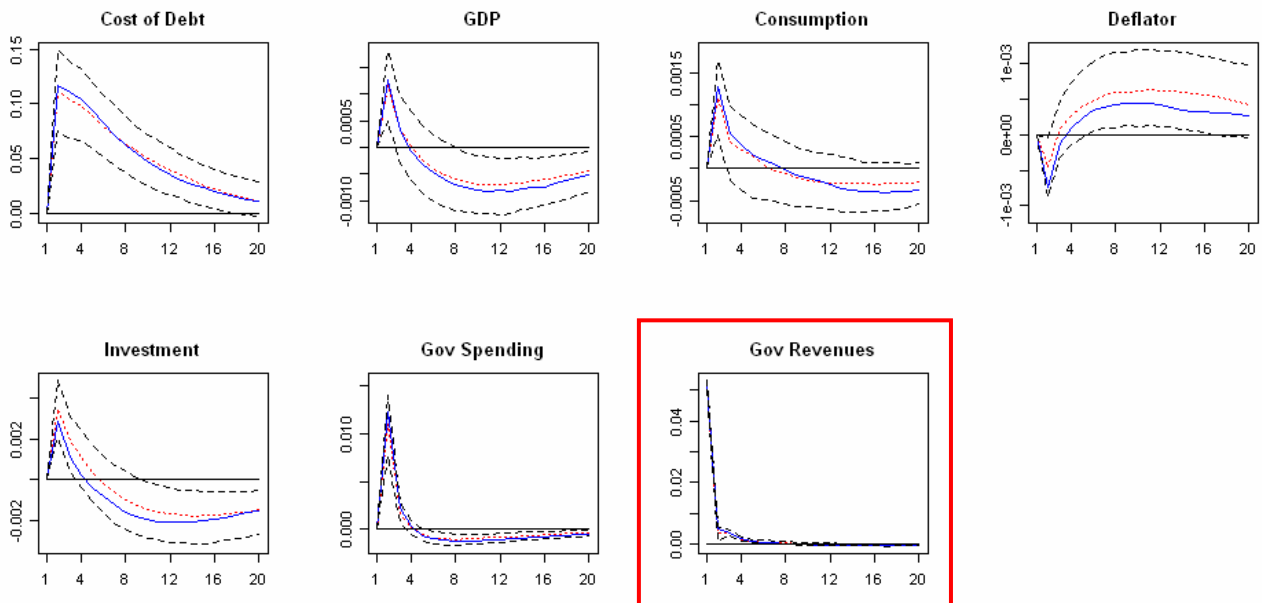 Cost of Debt
GDP
Consumption
Deflator
0.15
0.10
0.05
0.00
1 4 8 12 16 20
0.0005
-0.0010
1 4 8 12 16 20
0.0015
0.0005
-0.0005
1 4 8 12 16 20
1e-03
0e+00
-1e-03
1 4 8 12 16 20
Investment
Gov Spending
Gov Revenues
0.002
-0.002
1 4 8 12 16 20
0.010
0.000
1 4 8 12 16 20
0.04
0.02
0.00
1 4 8 12 16 20